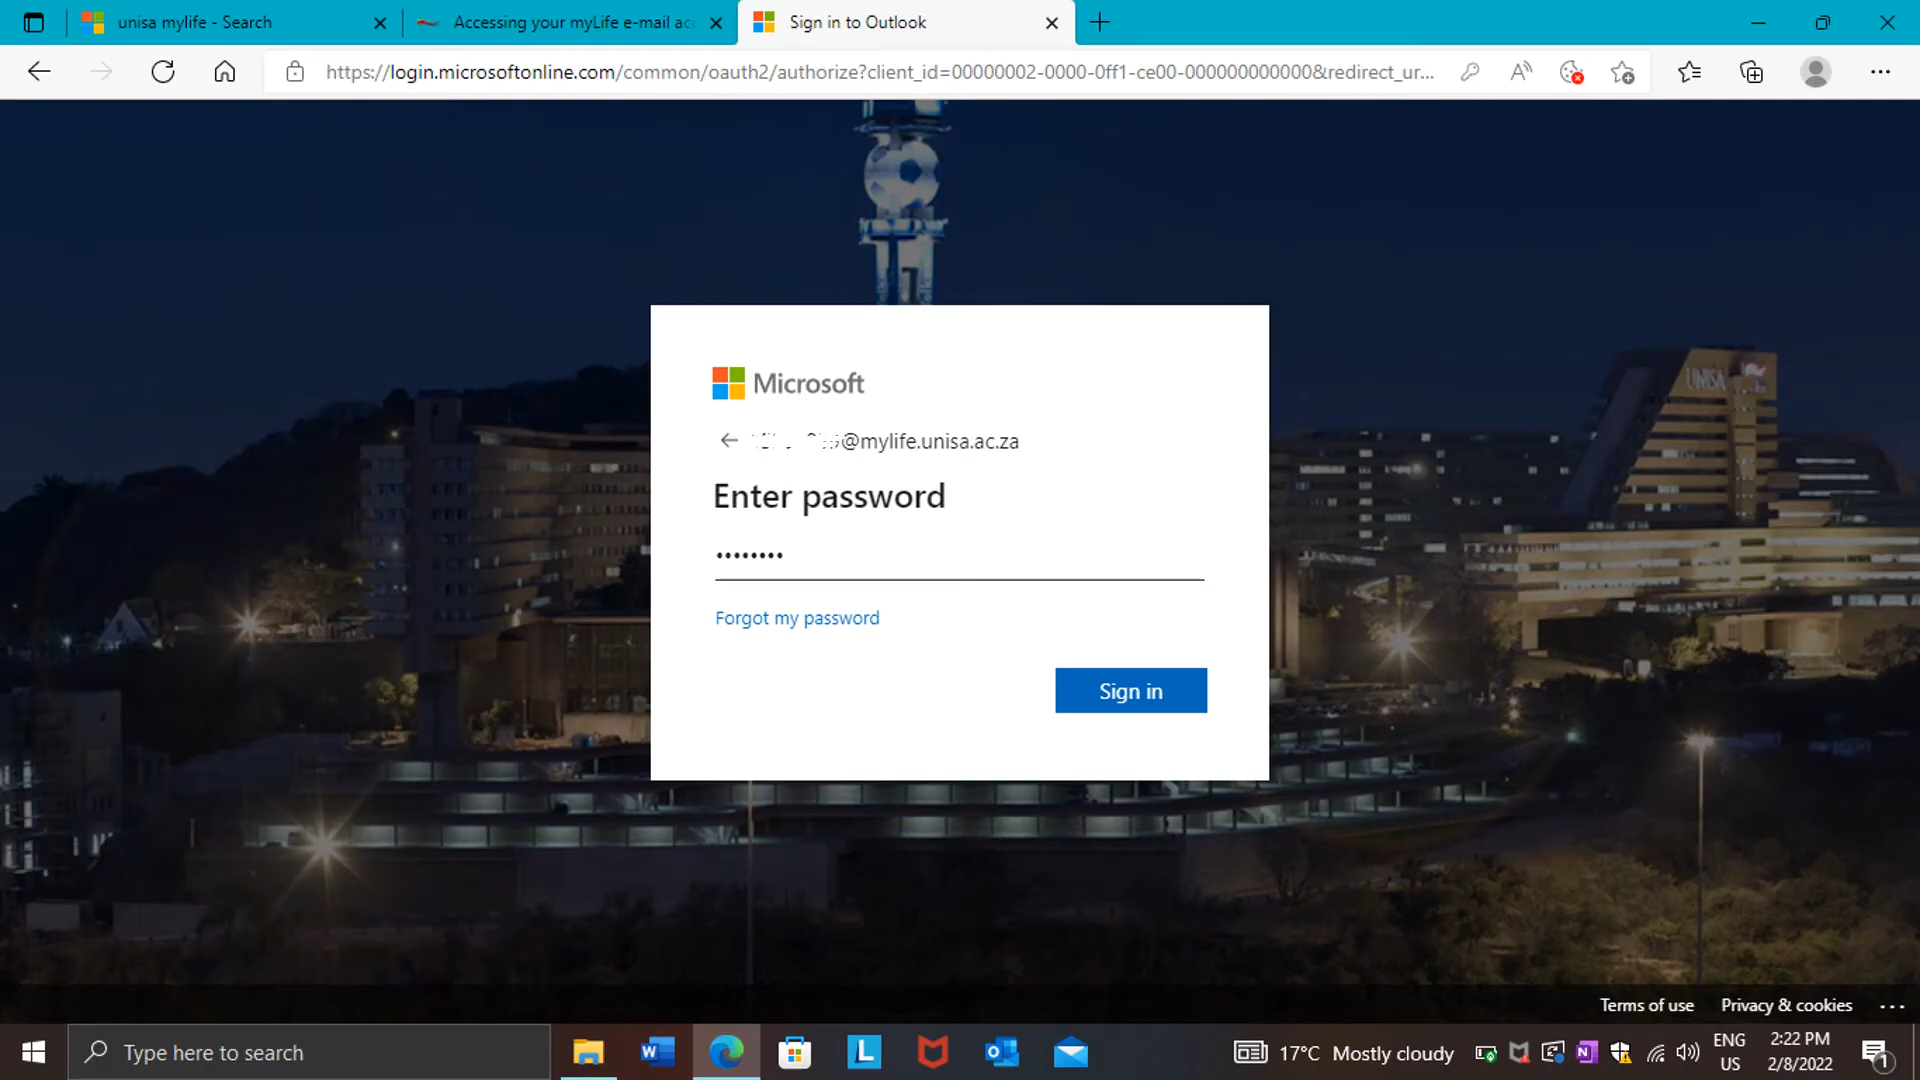 unisa mylife - Search
Accessing your myLife e-mail acc
Sign in to Outlook
https://login.microsoftonline.com/common/oauth2/authorize?client_id=00000002-0000-0ff1-ce00-000000000000&redirect_ur...
UNISA
Microsoft
@mylife.unisa.ac.za
Enter password
Forgot my password
Sign in
Terms of use
Privacy & cookies
Type here to search
17°C Mostly cloudy
ENG
US
2:22 PM
2/8/2022
1